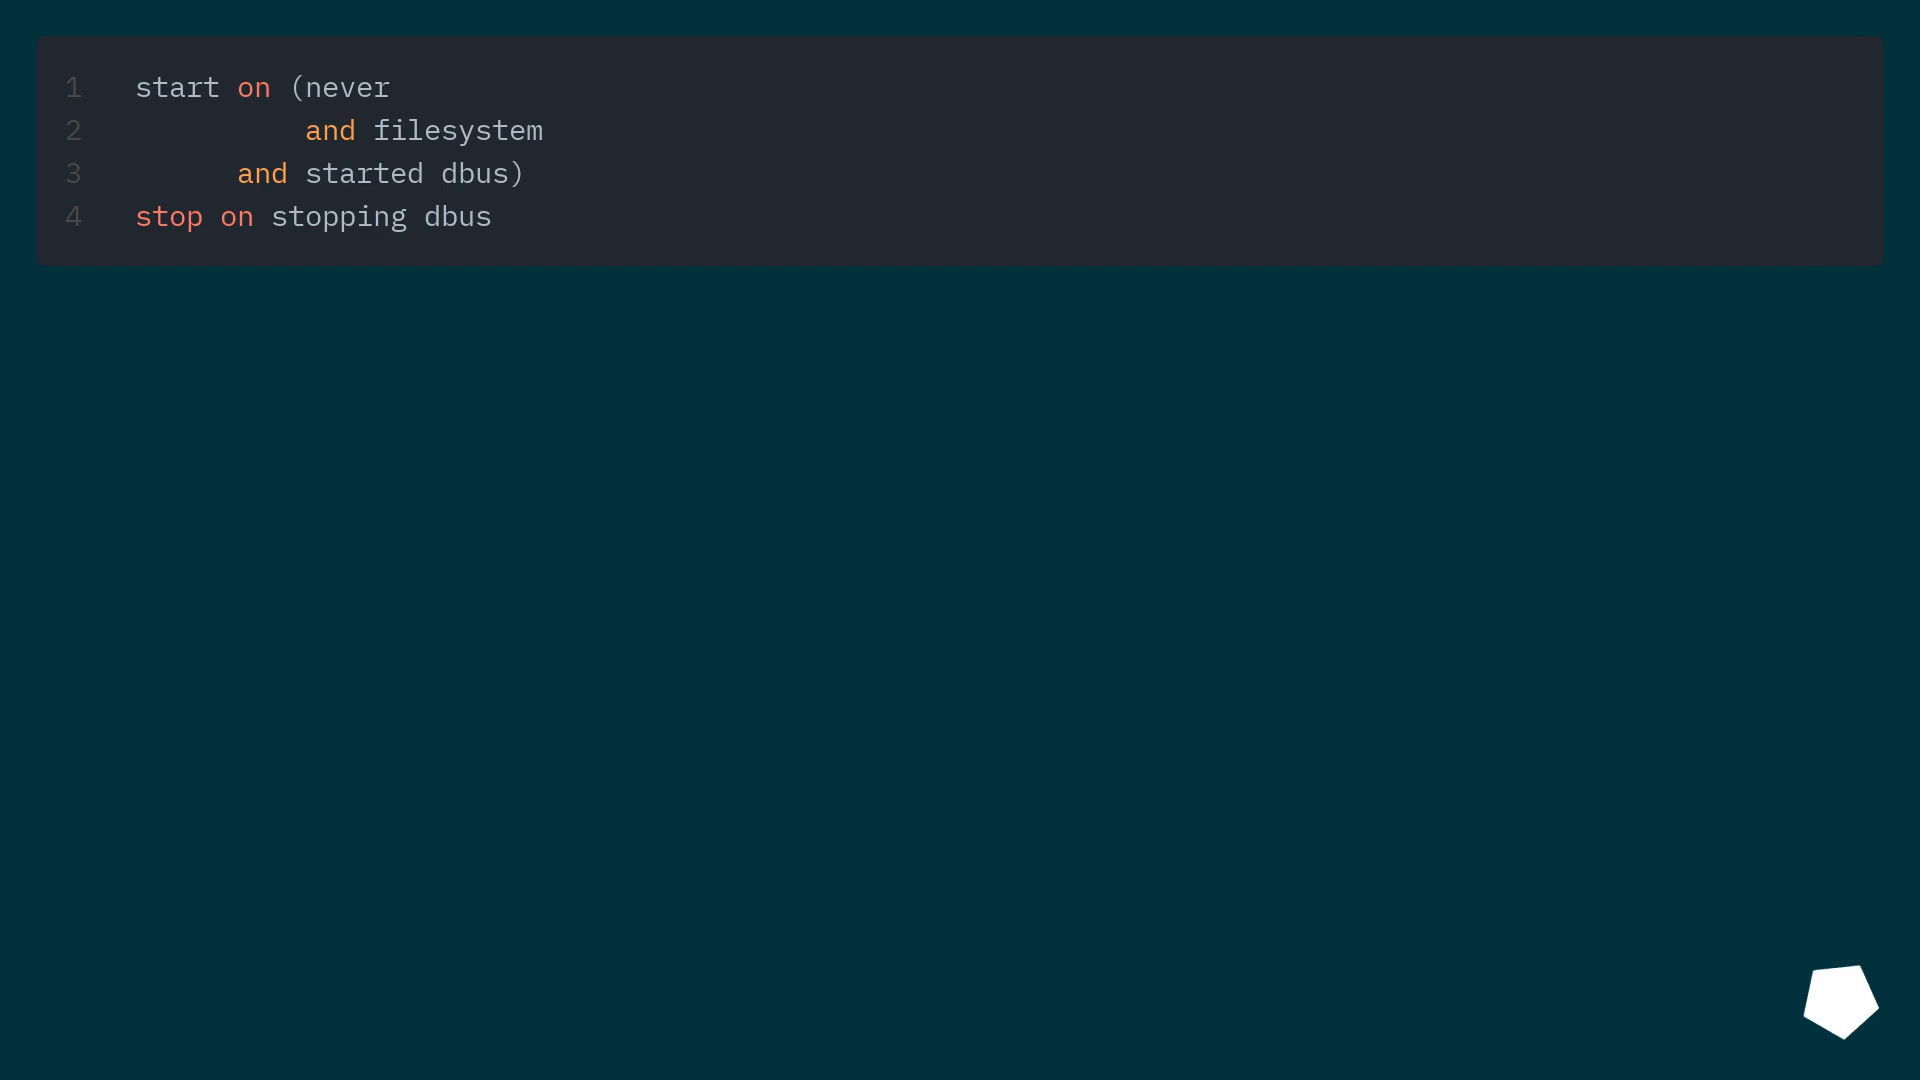 1 start on (never
2 and filesystem
3 and started dbus)
4 stop on stopping dbus